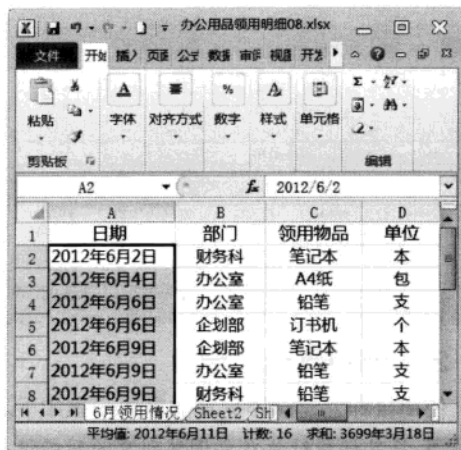 办公用品领用明细08.xlsx
文件 开始 插入 页面 公式 数据 审阅 视图 开发
粘贴 字体 对齐方式 数字 样式 单元格
剪贴板 编辑
A2 fx 2012/6/2
A B C D
1 日期 部门 领用物品 单位
2 2012年6月2日 财务科 笔记本 本
3 2012年6月4日 办公室 A4纸 包
4 2012年6月6日 办公室 铅笔 支
5 2012年6月6日 企划部 订书机 个
6 2012年6月9日 企划部 笔记本 本
7 2012年6月9日 办公室 铅笔 支
8 2012年6月9日 财务科 铅笔 支
6月领用情况 Sheet2 Sh
平均值: 2012年6月11日 计数: 16 求和: 3699年3月18日